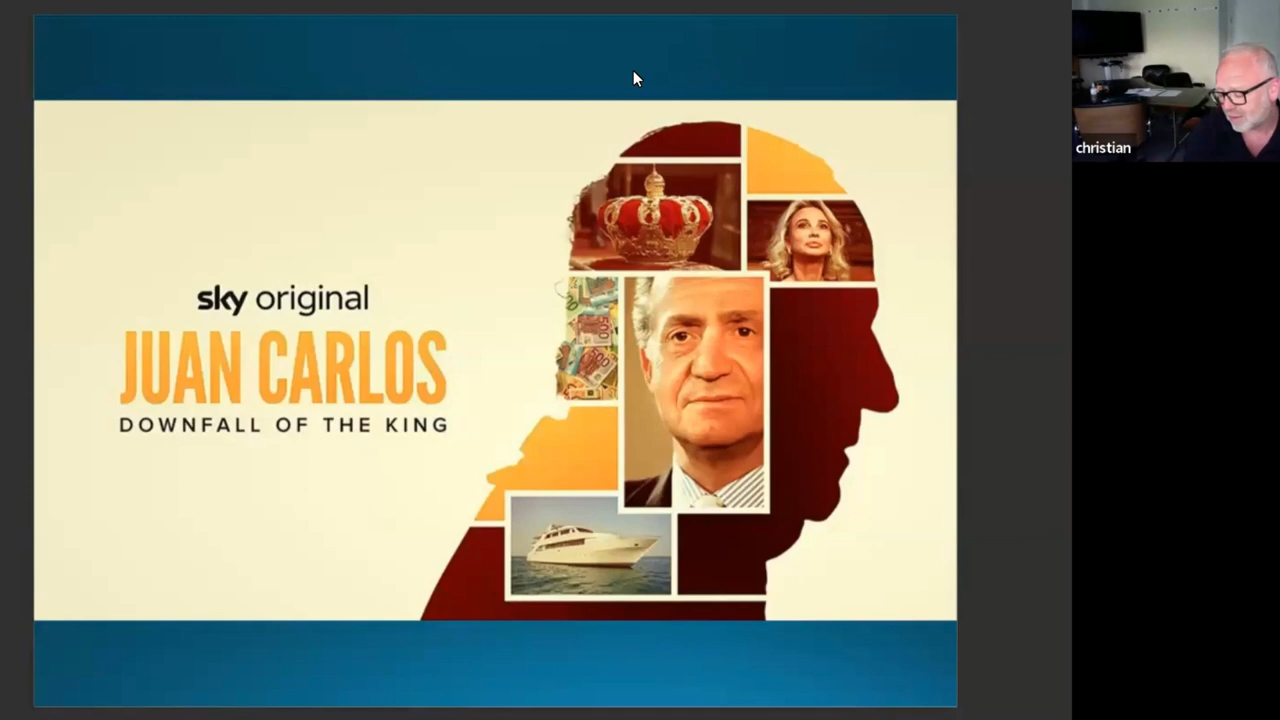 sky original
JUAN CARLOS
DOWNFALL OF THE KING
christian